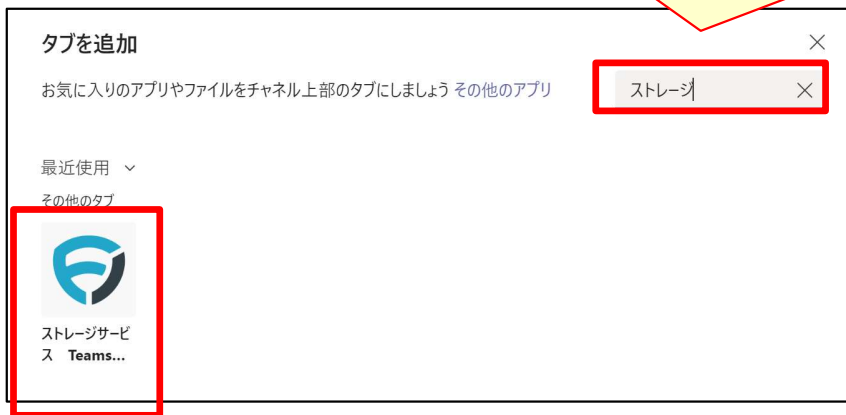 タブを追加
お気に入りのアプリやファイルをチャネル上部のタブにしましょう その他のアプリ
ストレージ
最近使用
その他のタブ
ストレージサービ
ス Teams...